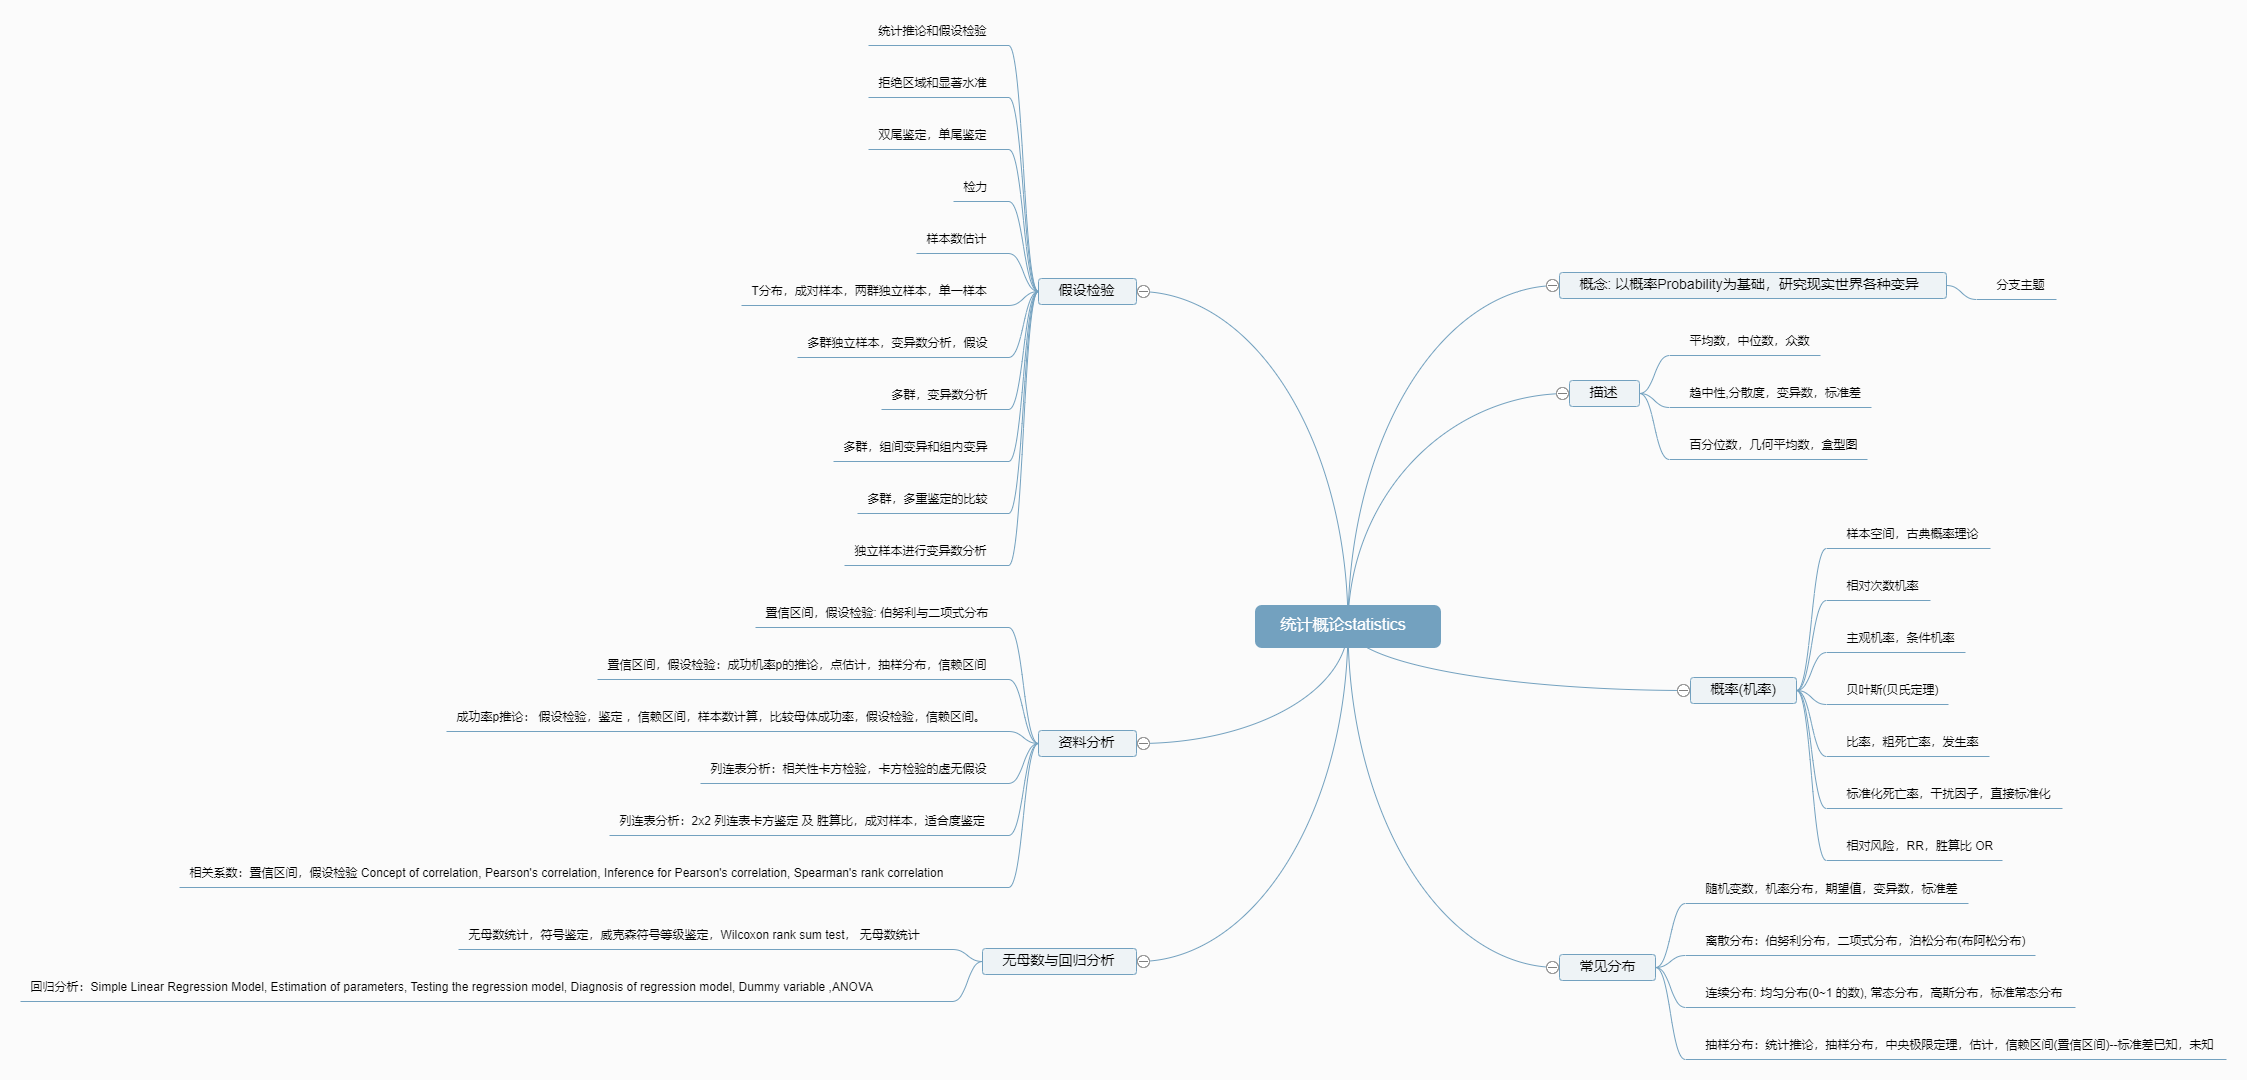 统计概论statistics
概念: 以概率Probability为基础，研究现实世界各种变异
分支主题
描述
平均数，中位数，众数
趋中性,分散度，变异数，标准差
百分位数，几何平均数，盒型图
概率(机率)
样本空间，古典概率理论
相对次数机率
主观机率，条件机率
贝叶斯(贝氏定理)
比率，粗死亡率，发生率
标准化死亡率，干扰因子，直接标准化
相对风险，RR，胜算比 OR
常见分布
随机变数，机率分布，期望值，变异数，标准差
离散分布：伯努利分布，二项式分布，泊松分布(布阿松分布)
连续分布: 均匀分布(0~1 的数), 常态分布，高斯分布，标准常态分布
抽样分布：统计推论，抽样分布，中央极限定理，估计，信赖区间(置信区间)--标准差已知，未知
假设检验
统计推论和假设检验
拒绝区域和显著水准
双尾鉴定，单尾鉴定
检力
样本数估计
T分布，成对样本，两群独立样本，单一样本
多群独立样本，变异数分析，假设
多群，变异数分析
多群，组间变异和组内变异
多群，多重鉴定的比较
独立样本进行变异数分析
资料分析
置信区间，假设检验: 伯努利与二项式分布
置信区间，假设检验：成功机率p的推论，点估计，抽样分布，信赖区间
成功率p推论： 假设检验，鉴定 ，信赖区间，样本数计算，比较母体成功率，假设检验，信赖区间。
列连表分析：相关性卡方检验，卡方检验的虚无假设
列连表分析：2x2 列连表卡方鉴定 及 胜算比，成对样本，适合度鉴定
相关系数：置信区间，假设检验 Concept of correlation, Pearson's correlation, Inference for Pearson's correlation, Spearman's rank correlation
无母数与回归分析
无母数统计，符号鉴定，威克森符号等级鉴定，Wilcoxon rank sum test， 无母数统计
回归分析：Simple Linear Regression Model, Estimation of parameters, Testing the regression model, Diagnosis of regression model, Dummy variable ,ANOVA